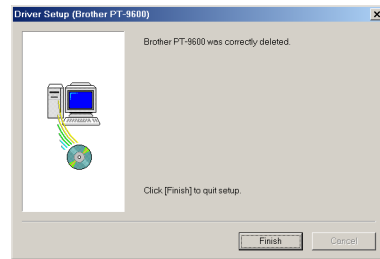 Driver Setup (Brother PT-9600)
Brother PT-9600 was correctly deleted.
Click [Finish] to quit setup.
Finish
Cancel